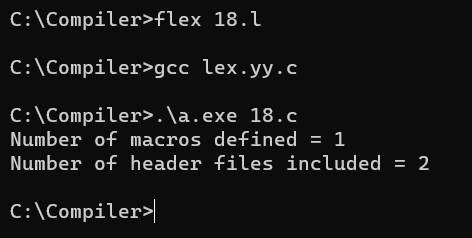 C:\Compiler>flex 18.l
C:\Compiler>gcc lex.yy.c
C:\Compiler>.\a.exe 18.c
Number of macros defined = 1
Number of header files included = 2
C:\Compiler>